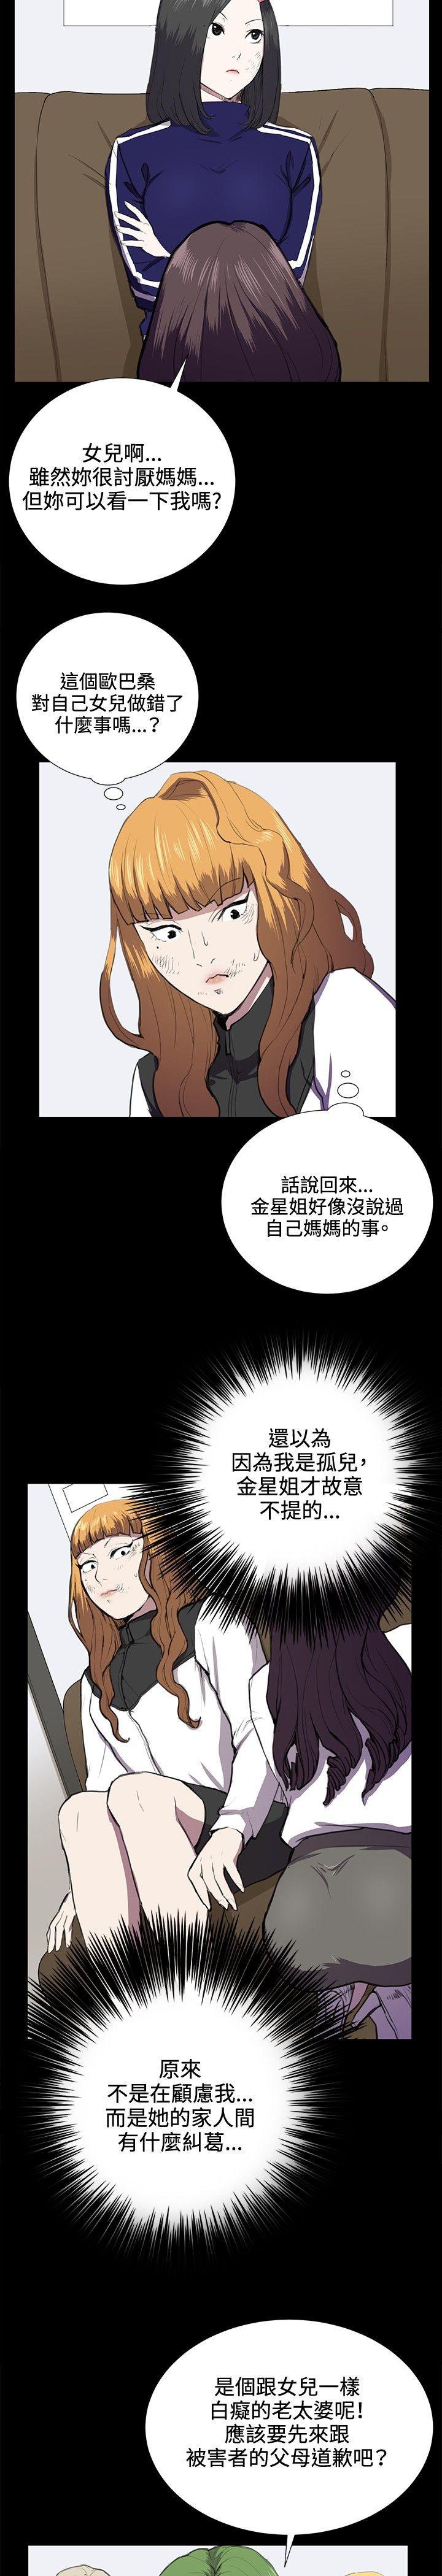 女兒啊...
雖然妳很討厭媽媽...
但妳可以看一下我嗎?
這個歐巴桑
對自己女兒做錯了
什麼事嗎...?
話說回來...
金星姐好像沒說過
自己媽媽的事。
還以為
因為我是孤兒,
金星姐才故意
不提的...
原來
不是在顧慮我...
而是她的家人間
有什麼糾葛...
是個跟女兒一樣
白癡的老太婆呢!
應該要先來跟
被害者的父母道歉吧?